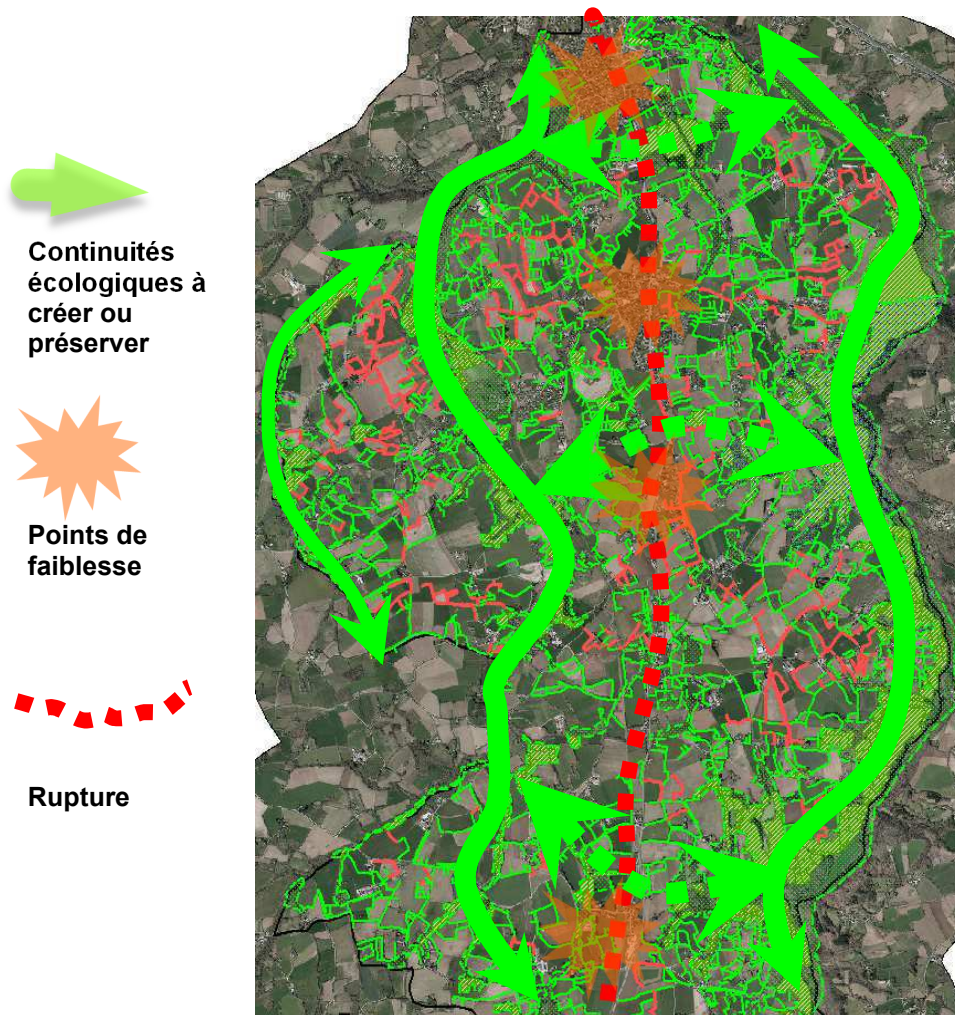 Continuités
écologiques à
créer ou
préserver
Points de
faiblesse
Rupture